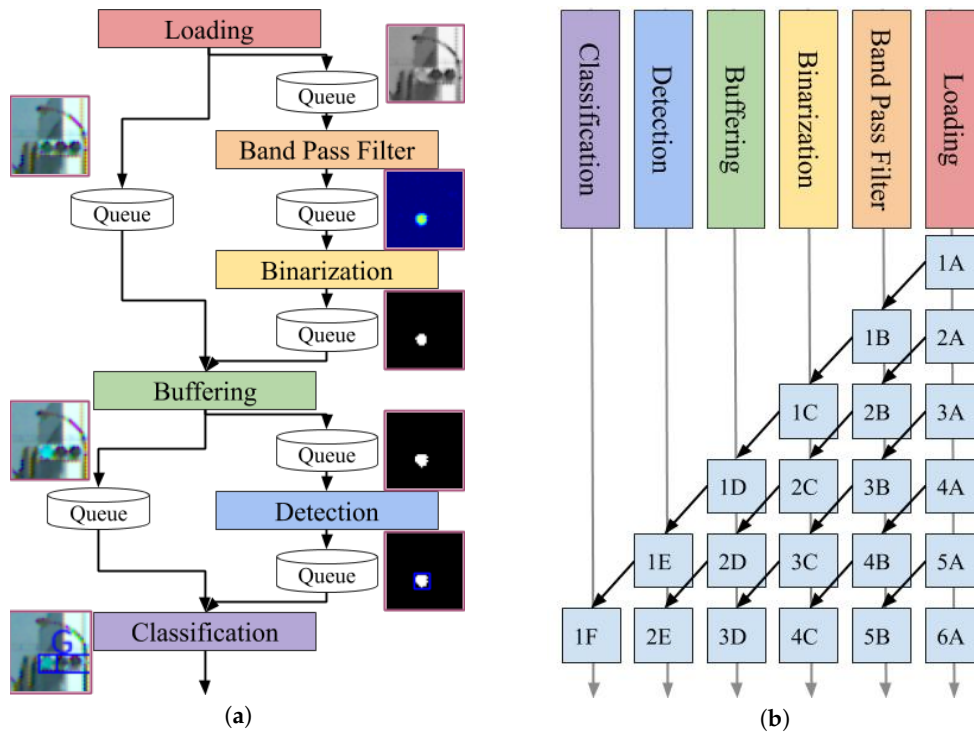 Loading
Queue
Band Pass Filter
Queue
Queue
Binarization
Queue
Buffering
Queue
Queue
Detection
Queue
Classification
G
(a)
Classification
Detection
Buffering
Binarization
Band Pass Filter
Loading
1A
1B 2A
1C 2B 3A
1D 2C 3B 4A
1E 2D 3C 4B 5A
1F 2E 3D 4C 5B 6A
(b)